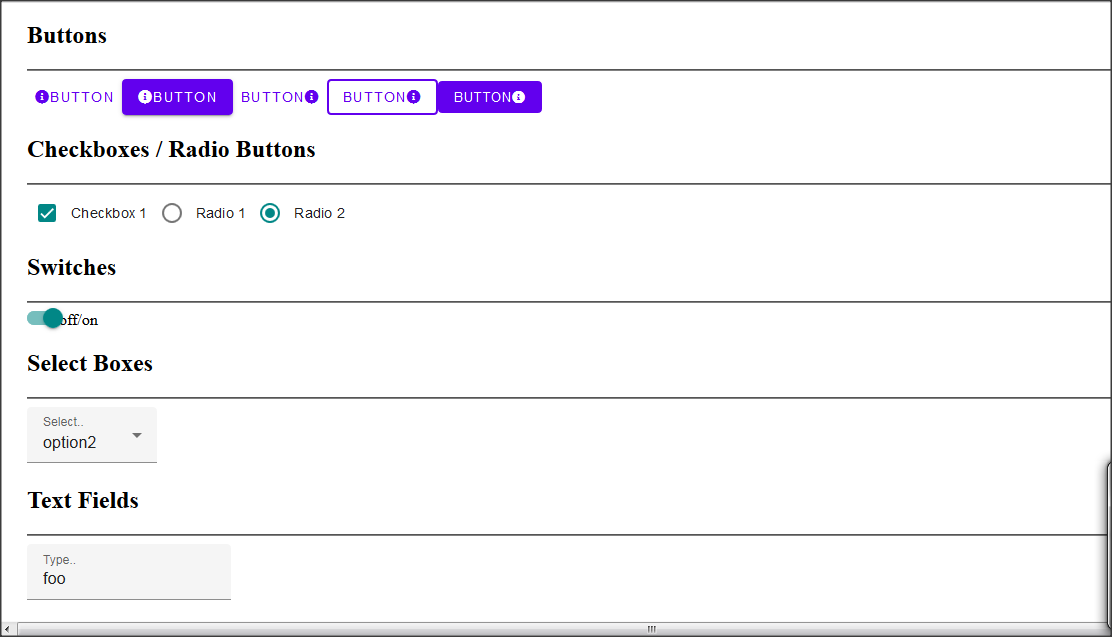 Buttons
BUTTON BUTTON BUTTON BUTTON BUTTON
Checkboxes / Radio Buttons
Checkbox 1 Radio 1 Radio 2
Switches
off/on
Select Boxes
Select..
option2
Text Fields
Type..
foo